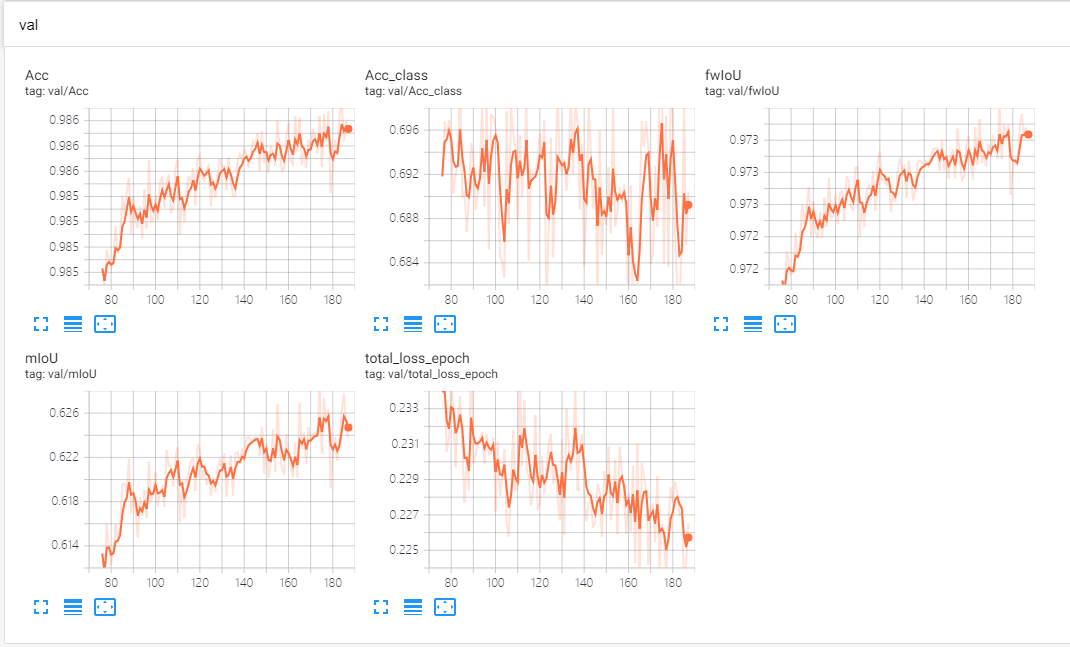 val
Acc
tag: val/Acc
0.986
0.986
0.986
0.985
0.985
0.985
0.985
80 100 120 140 160 180
Acc_class
tag: val/Acc_class
0.696
0.692
0.688
0.684
80 100 120 140 160 180
fwIoU
tag: val/fwIoU
0.973
0.973
0.973
0.972
0.972
80 100 120 140 160 180
mIoU
tag: val/mIoU
0.626
0.622
0.618
0.614
80 100 120 140 160 180
total_loss_epoch
tag: val/total_loss_epoch
0.233
0.231
0.229
0.227
0.225
80 100 120 140 160 180